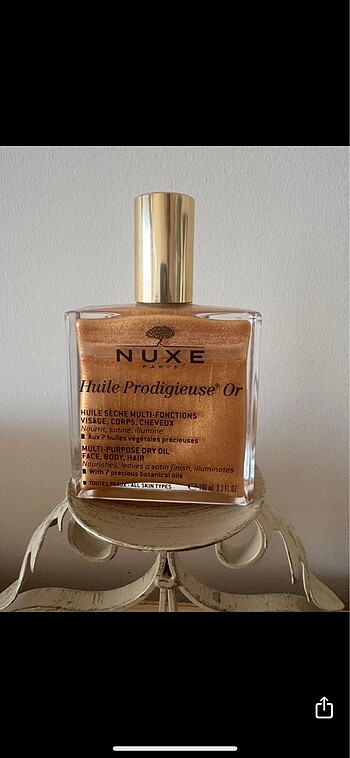 NUXE
PARIS
Huile Prodigieuse® Or
HUILE SÈCHE MULTI-FONCTIONS
VISAGE, CORPS, CHEVEUX
Nourrit, satine, illumine
■ Aux 7 huiles végétales précieuses
MULTI-PURPOSE DRY OIL
FACE, BODY, HAIR
Nourishes, leaves a satin finish, illuminates
■ With 7 precious botanical oils
■ TOUTES PEAUX - ALL SKIN TYPES ℮ 100 ml 3.3 fl. oz